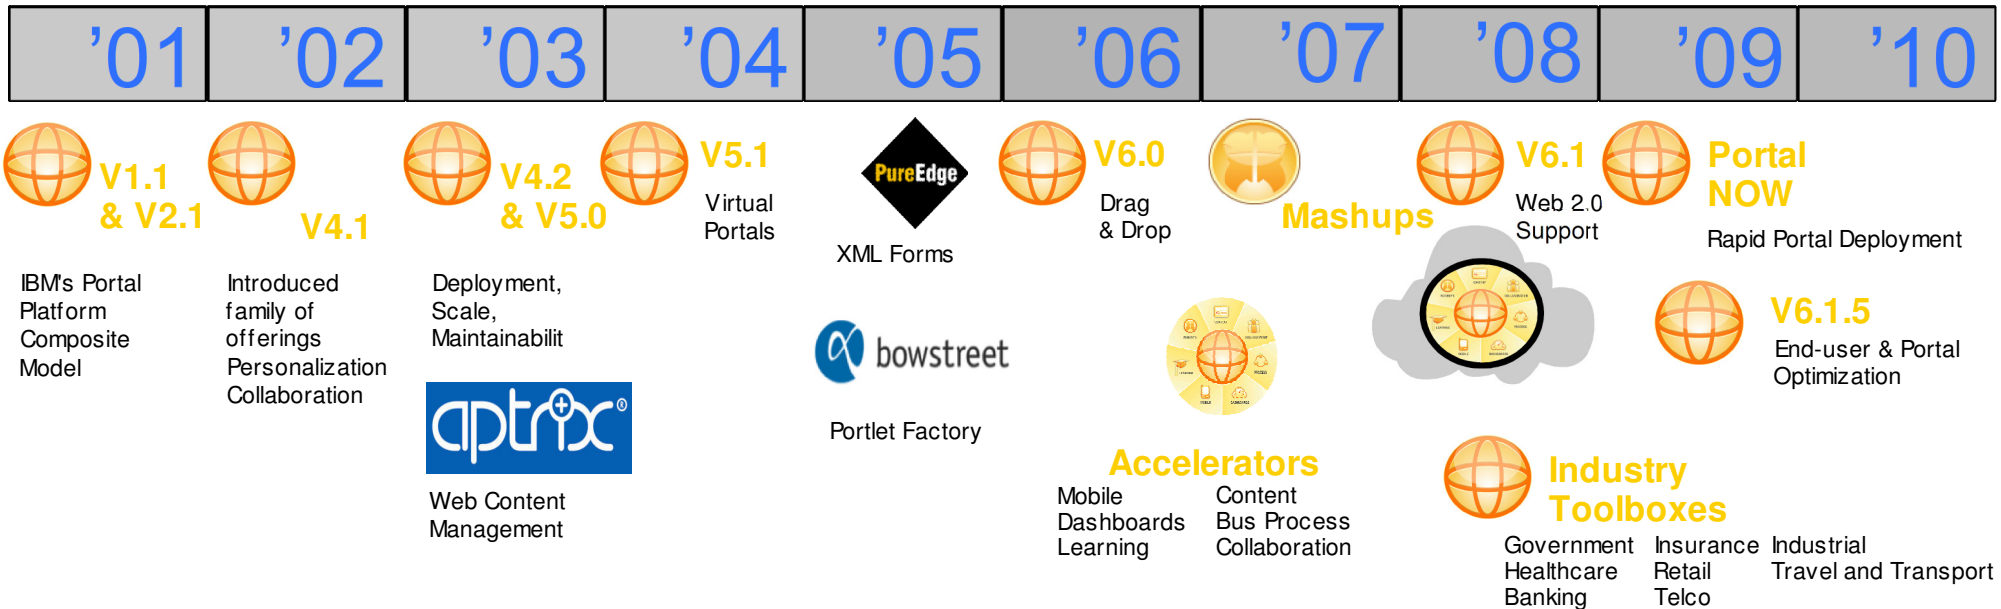 ’01 ’02 ’03 ’04 ’05 ’06 ’07 ’08 ’09 ’10
V1.1
& V2.1
IBM's Portal
Platform
Composite
Model
V4.1
Introduced
family of
offerings
Personalization
Collaboration
V4.2
& V5.0
Deployment,
Scale,
Maintainabilit
aptrix®
Web Content
Management
V5.1
Virtual
Portals
PureEdge
XML Forms
bowstreet
Portlet Factory
V6.0
Drag
& Drop
Mashups
Accelerators
Mobile
Dashboards
Learning
Content
Bus Process
Collaboration
V6.1
Web 2.0
Support
Portal
NOW
Rapid Portal Deployment
V6.1.5
End-user & Portal
Optimization
Industry
Toolboxes
Government
Healthcare
Banking
Insurance
Retail
Telco
Industrial
Travel and Transport